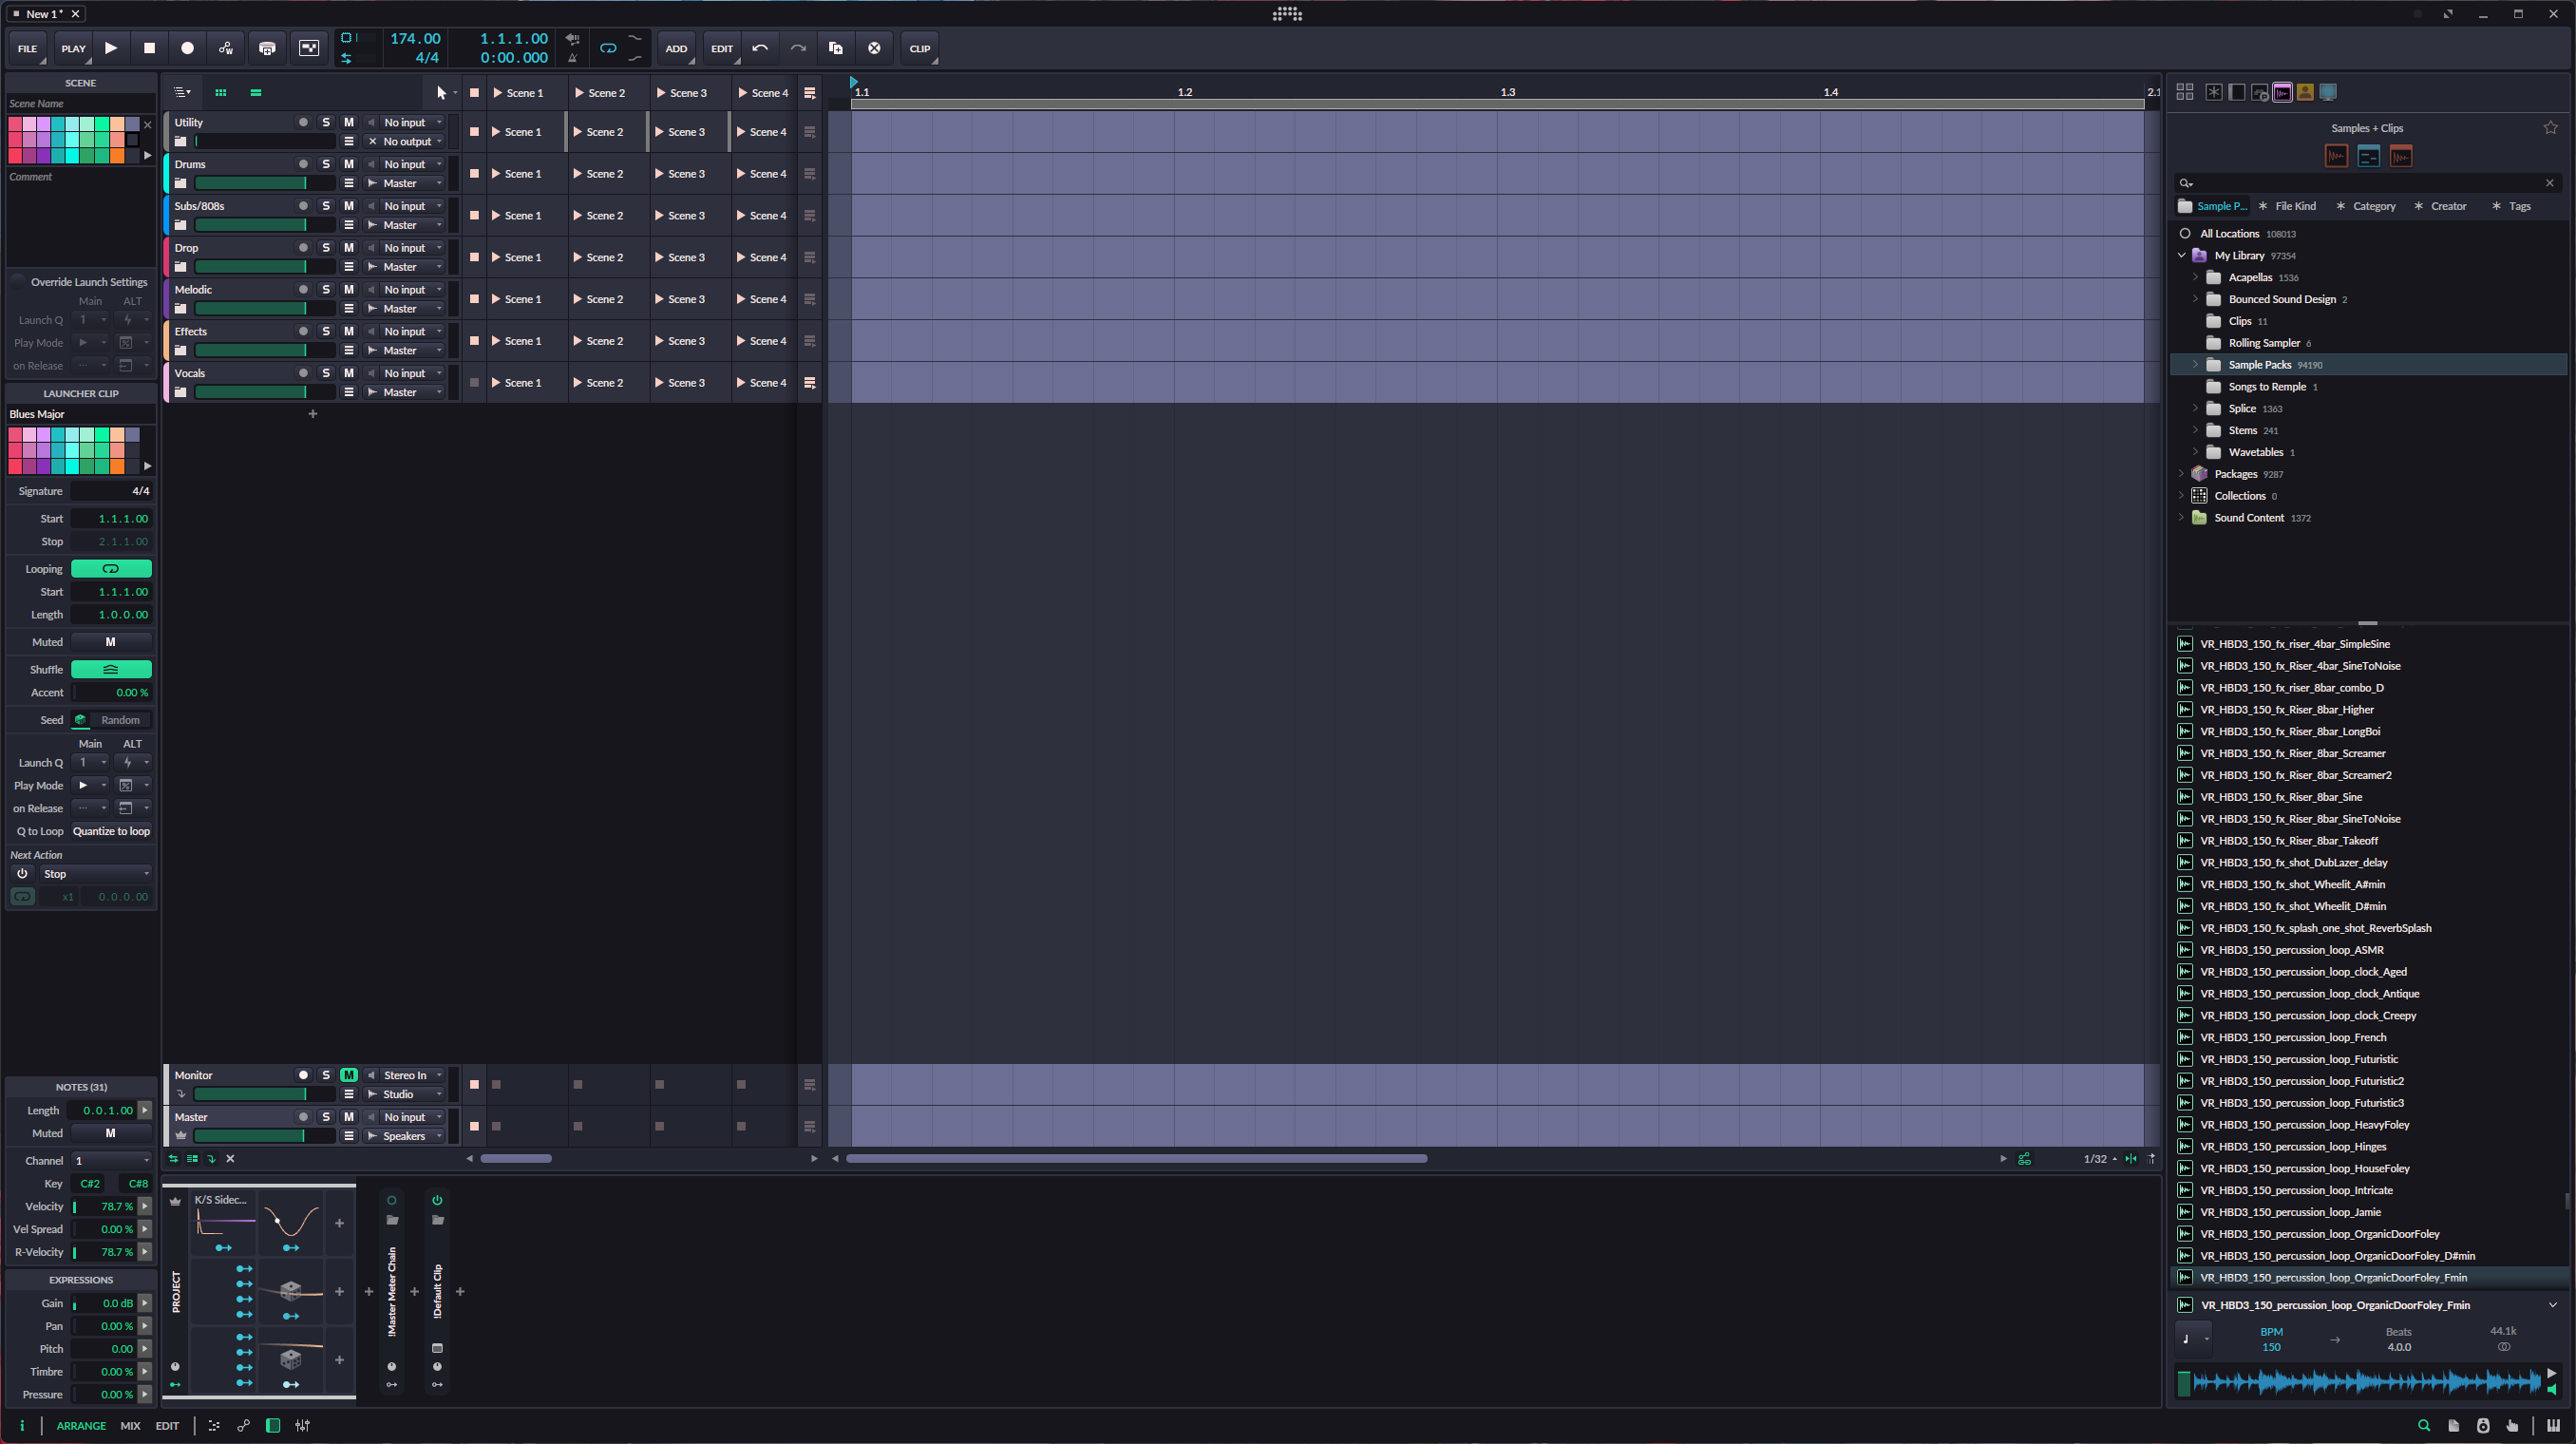 New 1*
FILE
PLAY
174.00
4/4
1.1.1.00
0:00.000
ADD
EDIT
CLIP
SCENE
Scene Name
Comment
Override Launch Settings
Main ALT
Launch Q 1
Play Mode
on Release
LAUNCHER CLIP
Blues Major
Signature 4/4
Start 1.1.1.00
Stop 2.1.1.00
Looping
Start 1.1.1.00
Length 1.0.0.00
Muted M
Shuffle
Accent 0.00 %
Seed Random
Main ALT
Launch Q 1
Play Mode
on Release
Q to Loop Quantize to loop
Next Action
Stop
x1 0.0.0.00
NOTES (31)
Length 0.0.1.00
Muted M
Channel 1
Key C#2 C#8
Velocity 78.7 %
Vel Spread 0.00 %
R-Velocity 78.7 %
EXPRESSIONS
Gain 0.0 dB
Pan 0.00 %
Pitch 0.00
Timbre 0.00 %
Pressure 0.00 %
Scene 1 Scene 2 Scene 3 Scene 4
1.1 1.2 1.3 1.4 2.1
Utility S M No input Scene 1 Scene 2 Scene 3 Scene 4
No output
Drums S M No input Scene 1 Scene 2 Scene 3 Scene 4
Master
Subs/808s S M No input Scene 1 Scene 2 Scene 3 Scene 4
Master
Drop S M No input Scene 1 Scene 2 Scene 3 Scene 4
Master
Melodic S M No input Scene 1 Scene 2 Scene 3 Scene 4
Master
Effects S M No input Scene 1 Scene 2 Scene 3 Scene 4
Master
Vocals S M No input Scene 1 Scene 2 Scene 3 Scene 4
Master
Monitor S M Stereo In
Studio
Master S M No input
Speakers
1/32
PROJECT
K/S Sidec...
!Master Meter Chain
!Default Clip
Samples + Clips
Sample P... File Kind Category Creator Tags
All Locations 108013
My Library 97354
Acapellas 1536
Bounced Sound Design 2
Clips 11
Rolling Sampler 6
Sample Packs 94190
Songs to Remple 1
Splice 1363
Stems 241
Wavetables 1
Packages 9287
Collections 0
Sound Content 1372
VR_HBD3_150_fx_riser_4bar_SimpleSine
VR_HBD3_150_fx_Riser_4bar_SineToNoise
VR_HBD3_150_fx_riser_8bar_combo_D
VR_HBD3_150_fx_Riser_8bar_Higher
VR_HBD3_150_fx_Riser_8bar_LongBoi
VR_HBD3_150_fx_Riser_8bar_Screamer
VR_HBD3_150_fx_Riser_8bar_Screamer2
VR_HBD3_150_fx_Riser_8bar_Sine
VR_HBD3_150_fx_Riser_8bar_SineToNoise
VR_HBD3_150_fx_Riser_8bar_Takeoff
VR_HBD3_150_fx_shot_DubLazer_delay
VR_HBD3_150_fx_shot_Wheelit_A#min
VR_HBD3_150_fx_shot_Wheelit_D#min
VR_HBD3_150_fx_splash_one_shot_ReverbSplash
VR_HBD3_150_percussion_loop_ASMR
VR_HBD3_150_percussion_loop_clock_Aged
VR_HBD3_150_percussion_loop_clock_Antique
VR_HBD3_150_percussion_loop_clock_Creepy
VR_HBD3_150_percussion_loop_French
VR_HBD3_150_percussion_loop_Futuristic
VR_HBD3_150_percussion_loop_Futuristic2
VR_HBD3_150_percussion_loop_Futuristic3
VR_HBD3_150_percussion_loop_HeavyFoley
VR_HBD3_150_percussion_loop_Hinges
VR_HBD3_150_percussion_loop_HouseFoley
VR_HBD3_150_percussion_loop_Intricate
VR_HBD3_150_percussion_loop_Jamie
VR_HBD3_150_percussion_loop_OrganicDoorFoley
VR_HBD3_150_percussion_loop_OrganicDoorFoley_D#min
VR_HBD3_150_percussion_loop_OrganicDoorFoley_Fmin
VR_HBD3_150_percussion_loop_OrganicDoorFoley_Fmin
BPM Beats 44.1k
150 4.0.0
i ARRANGE MIX EDIT